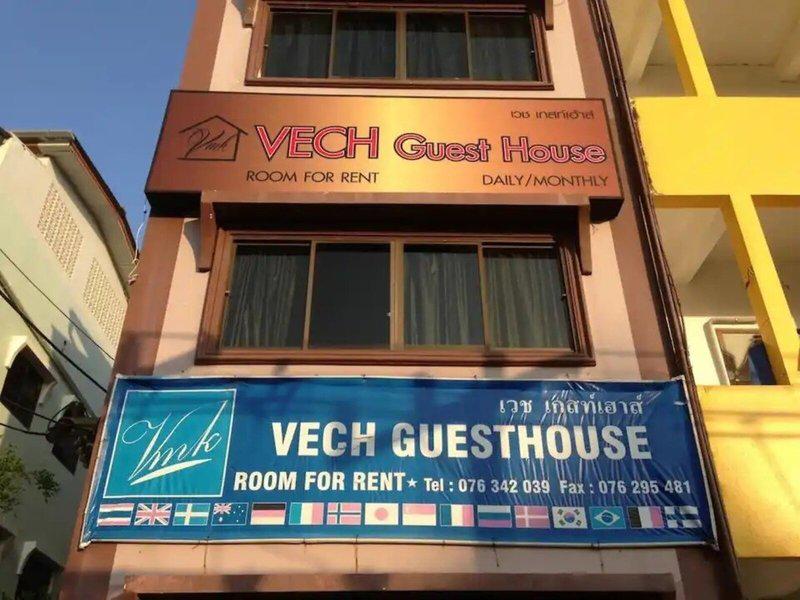 เวช เกสท์เฮ้าส์
Vmk
VECH Guest House
ROOM FOR RENT
DAILY/MONTHLY
เวช เกสท์เฮาส์
Vmk
VECH GUESTHOUSE
ROOM FOR RENT★ Tel : 076 342 039 Fax : 076 295 481